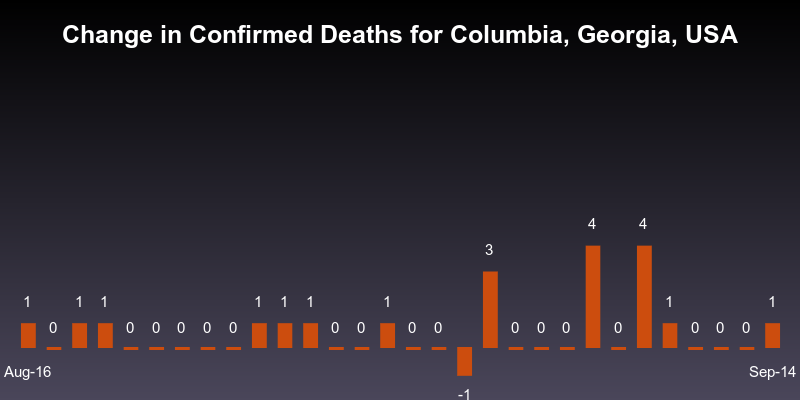 Change in Confirmed Deaths for Columbia, Georgia, USA
4 4
3
1 1 1 1 1 1 1 1 1
0 0 0 0 0 0 0 0 0 0 0 0 0 0 0 0 0
Aug-16 Sep-14
-1